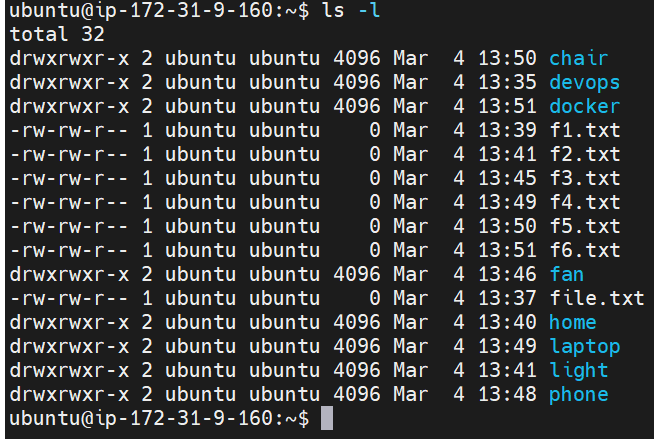 ubuntu@ip-172-31-9-160:~$ ls -l
total 32
drwxrwxr-x 2 ubuntu ubuntu 4096 Mar  4 13:50 chair
drwxrwxr-x 2 ubuntu ubuntu 4096 Mar  4 13:35 devops
drwxrwxr-x 2 ubuntu ubuntu 4096 Mar  4 13:51 docker
-rw-rw-r-- 1 ubuntu ubuntu    0 Mar  4 13:39 f1.txt
-rw-rw-r-- 1 ubuntu ubuntu    0 Mar  4 13:41 f2.txt
-rw-rw-r-- 1 ubuntu ubuntu    0 Mar  4 13:45 f3.txt
-rw-rw-r-- 1 ubuntu ubuntu    0 Mar  4 13:49 f4.txt
-rw-rw-r-- 1 ubuntu ubuntu    0 Mar  4 13:50 f5.txt
-rw-rw-r-- 1 ubuntu ubuntu    0 Mar  4 13:51 f6.txt
drwxrwxr-x 2 ubuntu ubuntu 4096 Mar  4 13:46 fan
-rw-rw-r-- 1 ubuntu ubuntu    0 Mar  4 13:37 file.txt
drwxrwxr-x 2 ubuntu ubuntu 4096 Mar  4 13:40 home
drwxrwxr-x 2 ubuntu ubuntu 4096 Mar  4 13:49 laptop
drwxrwxr-x 2 ubuntu ubuntu 4096 Mar  4 13:41 light
drwxrwxr-x 2 ubuntu ubuntu 4096 Mar  4 13:48 phone
ubuntu@ip-172-31-9-160:~$